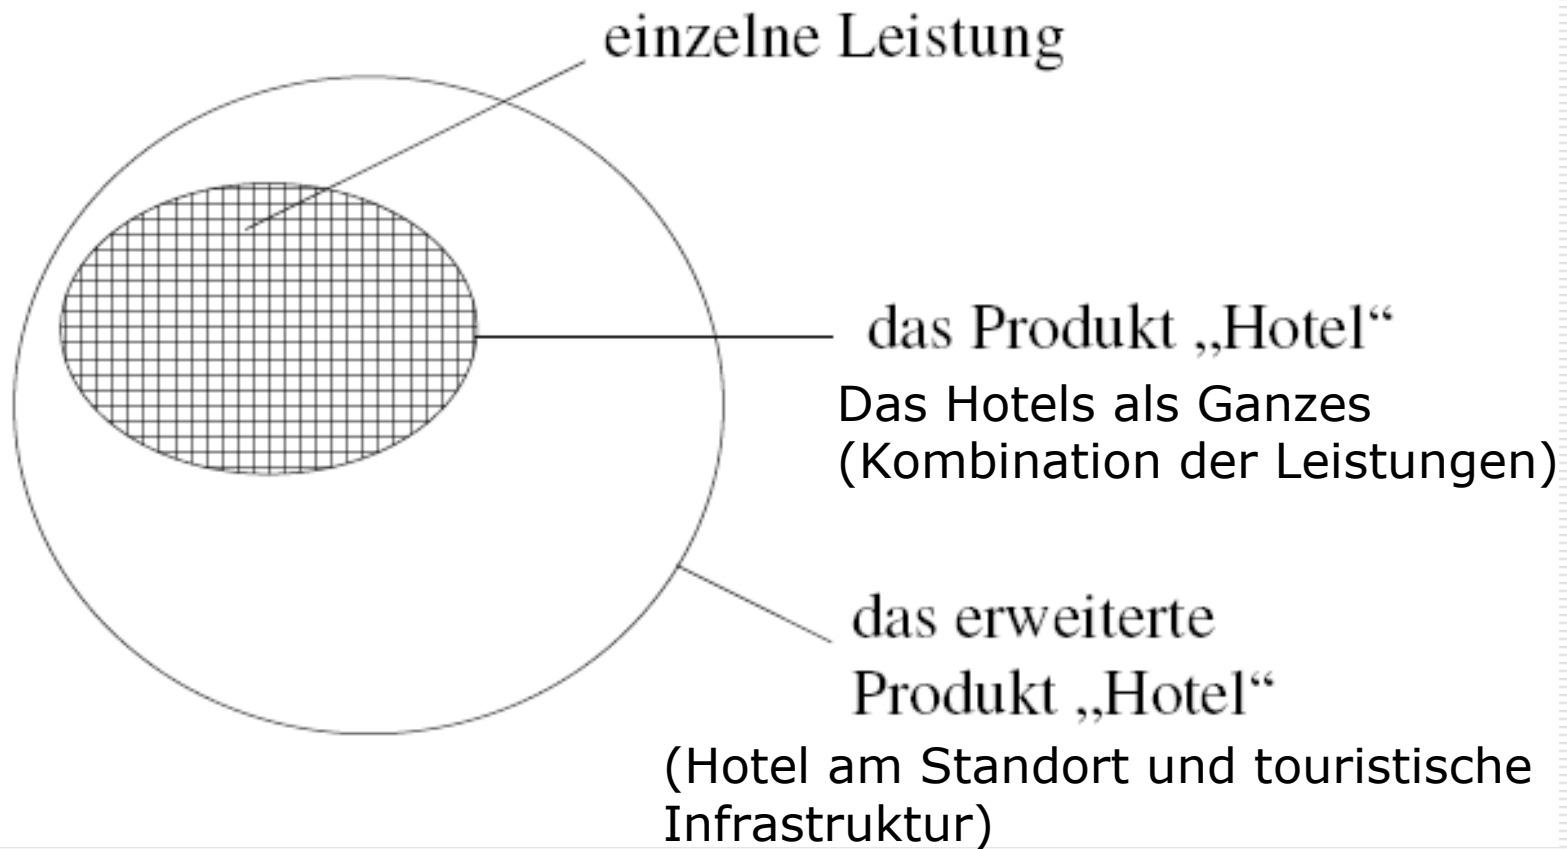 einzelne Leistung
das Produkt „Hotel“
Das Hotels als Ganzes
(Kombination der Leistungen)
das erweiterte
Produkt „Hotel“
(Hotel am Standort und touristische
Infrastruktur)